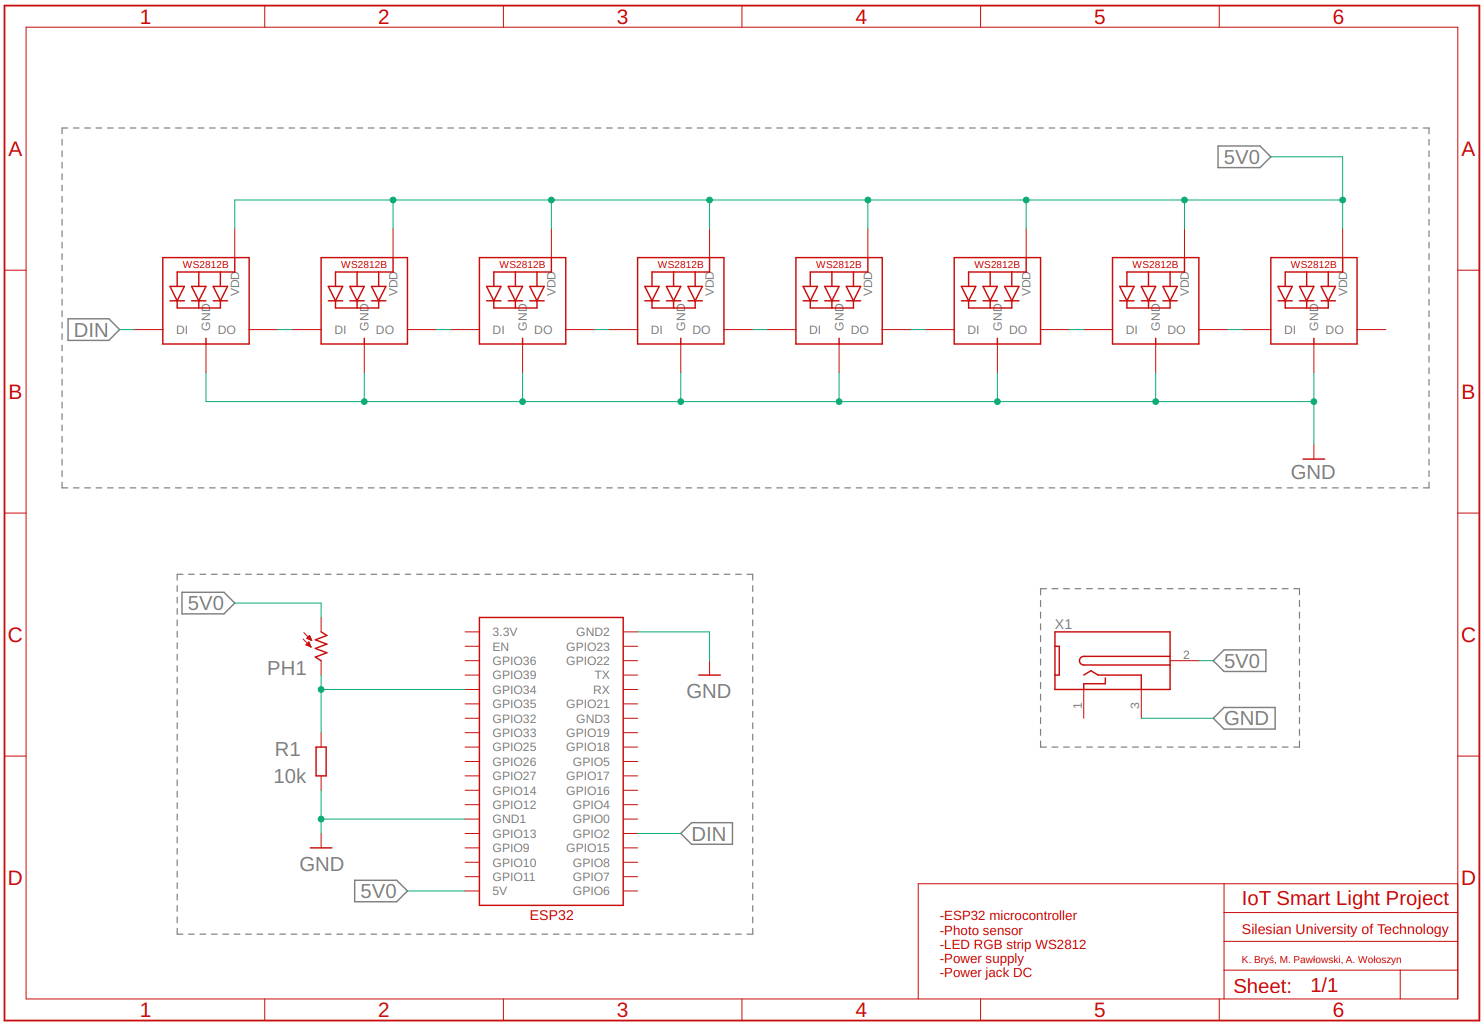 1 2 3 4 5 6
A A
5V0
WS2812B WS2812B WS2812B WS2812B WS2812B WS2812B WS2812B WS2812B
VDD VDD VDD VDD VDD VDD VDD VDD
GND GND GND GND GND GND GND GND
DIN DI DO DI DO DI DO DI DO DI DO DI DO DI DO DI DO
B B
GND
C C
5V0
PH1
R1
10k
GND
5V0
3.3V GND2
EN GPIO23
GPIO36 GPIO22
GPIO39 TX
GPIO34 RX
GPIO35 GPIO21
GPIO32 GND3
GPIO33 GPIO19
GPIO25 GPIO18
GPIO26 GPIO5
GPIO27 GPIO17
GPIO14 GPIO16
GPIO12 GPIO4
GND1 GPIO0
GPIO13 GPIO2
GPIO9 GPIO15
GPIO10 GPIO8
GPIO11 GPIO7
5V GPIO6
ESP32
GND
DIN
X1
2 5V0
1 3 GND
D D
-ESP32 microcontroller
-Photo sensor
-LED RGB strip WS2812
-Power supply
-Power jack DC
IoT Smart Light Project
Silesian University of Technology
K. Bryś, M. Pawłowski, A. Wołoszyn
Sheet: 1/1
1 2 3 4 5 6